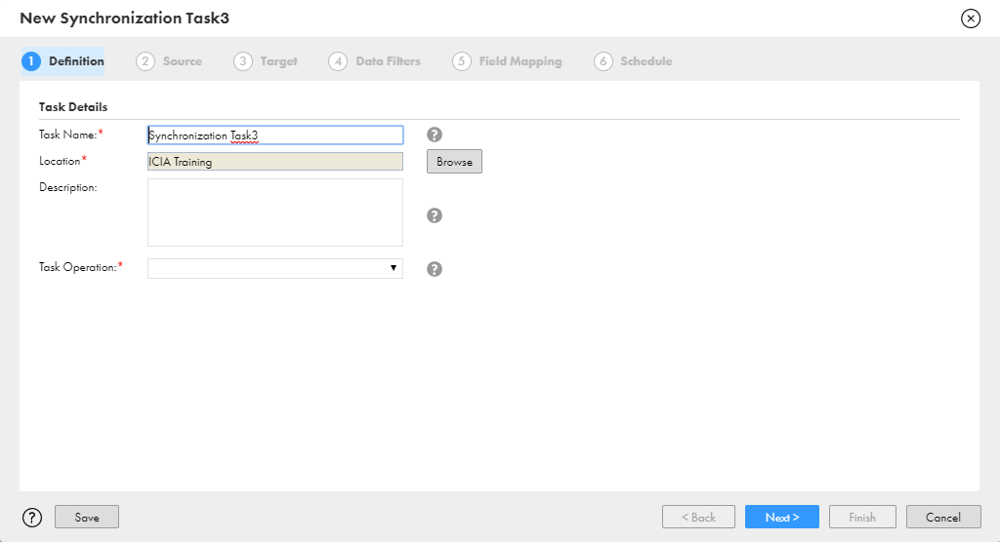 New Synchronization Task3
1 Definition 2 Source 3 Target 4 Data Filters 5 Field Mapping 6 Schedule
Task Details
Task Name:* Synchronization Task3 ?
Location* ICIA Training Browse
Description: ?
Task Operation:* ?
? Save < Back Next > Finish Cancel